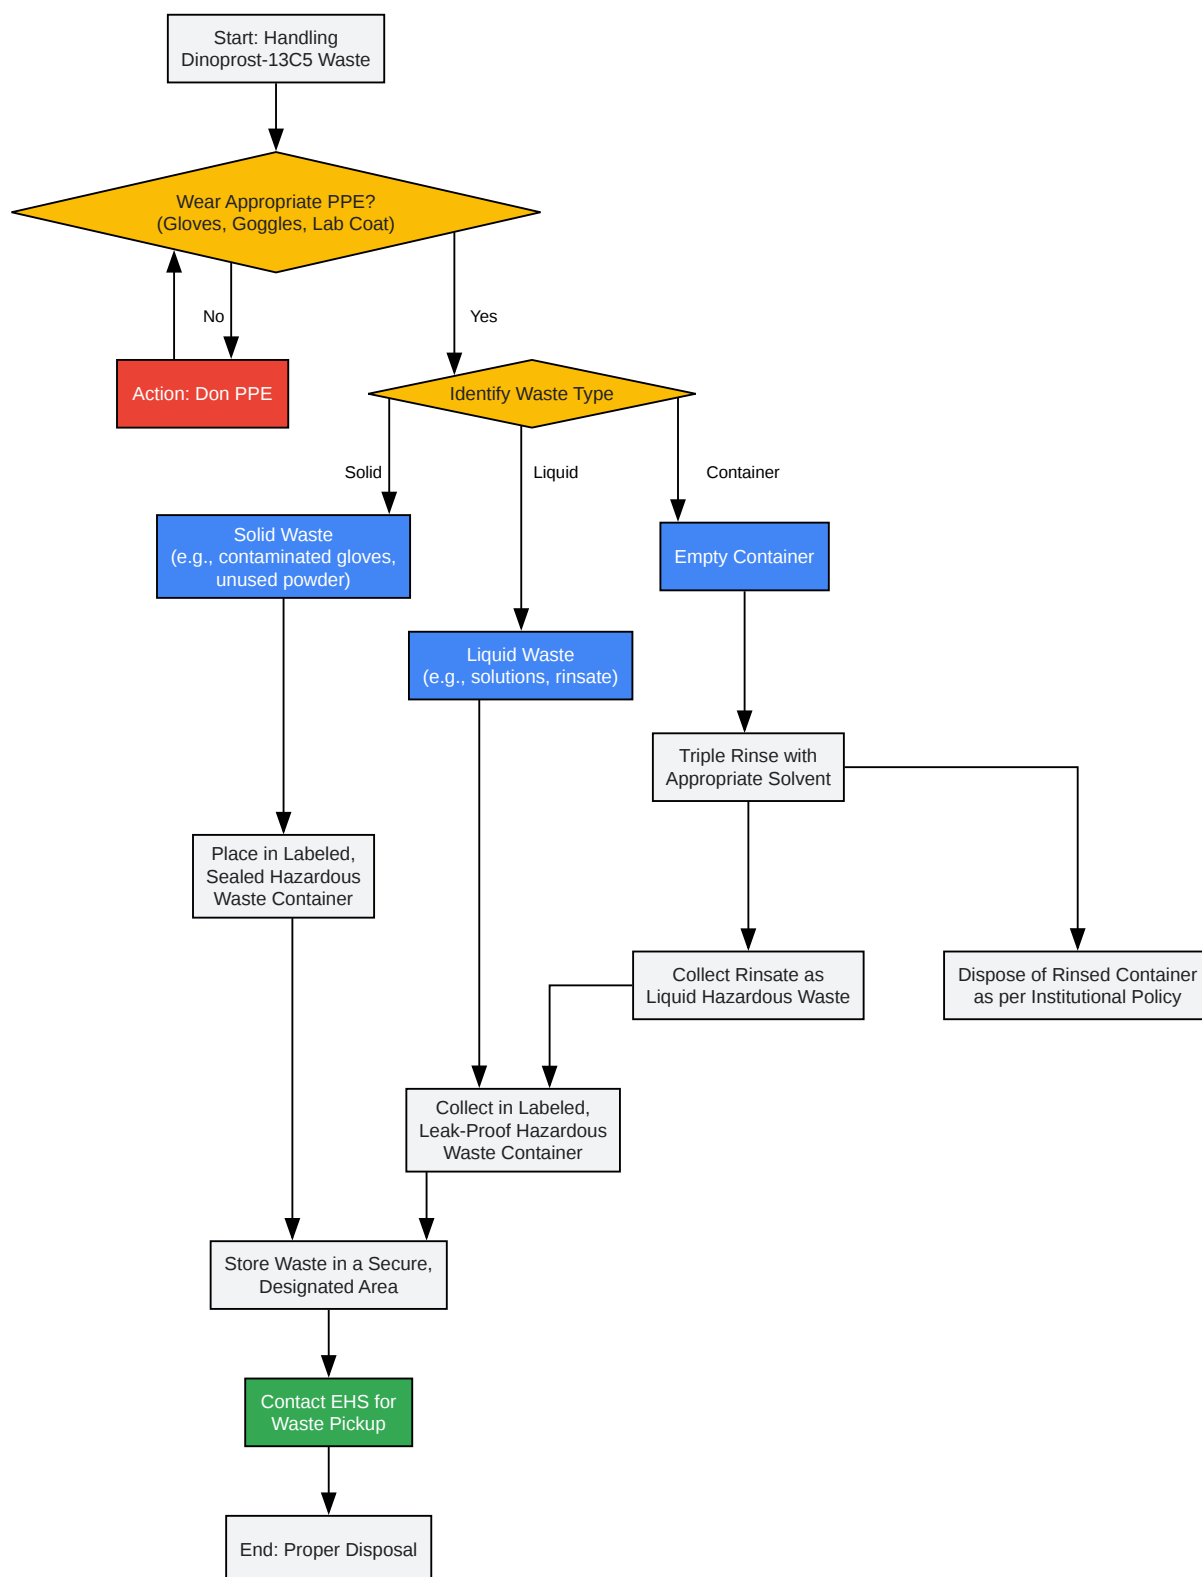 Start: Handling
Dinoprost-13C5 Waste
Wear Appropriate PPE?
(Gloves, Goggles, Lab Coat)
No
Yes
Action: Don PPE
Identify Waste Type
Solid
Liquid
Container
Solid Waste
(e.g., contaminated gloves,
unused powder)
Empty Container
Liquid Waste
(e.g., solutions, rinsate)
Triple Rinse with
Appropriate Solvent
Place in Labeled,
Sealed Hazardous
Waste Container
Collect Rinsate as
Liquid Hazardous Waste
Dispose of Rinsed Container
as per Institutional Policy
Collect in Labeled,
Leak-Proof Hazardous
Waste Container
Store Waste in a Secure,
Designated Area
Contact EHS for
Waste Pickup
End: Proper Disposal